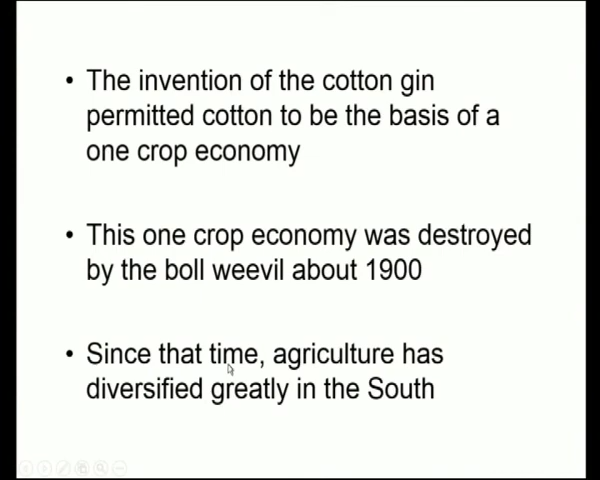 • The invention of the cotton gin
permitted cotton to be the basis of a
one crop economy
• This one crop economy was destroyed
by the boll weevil about 1900
• Since that time, agriculture has
diversified greatly in the South